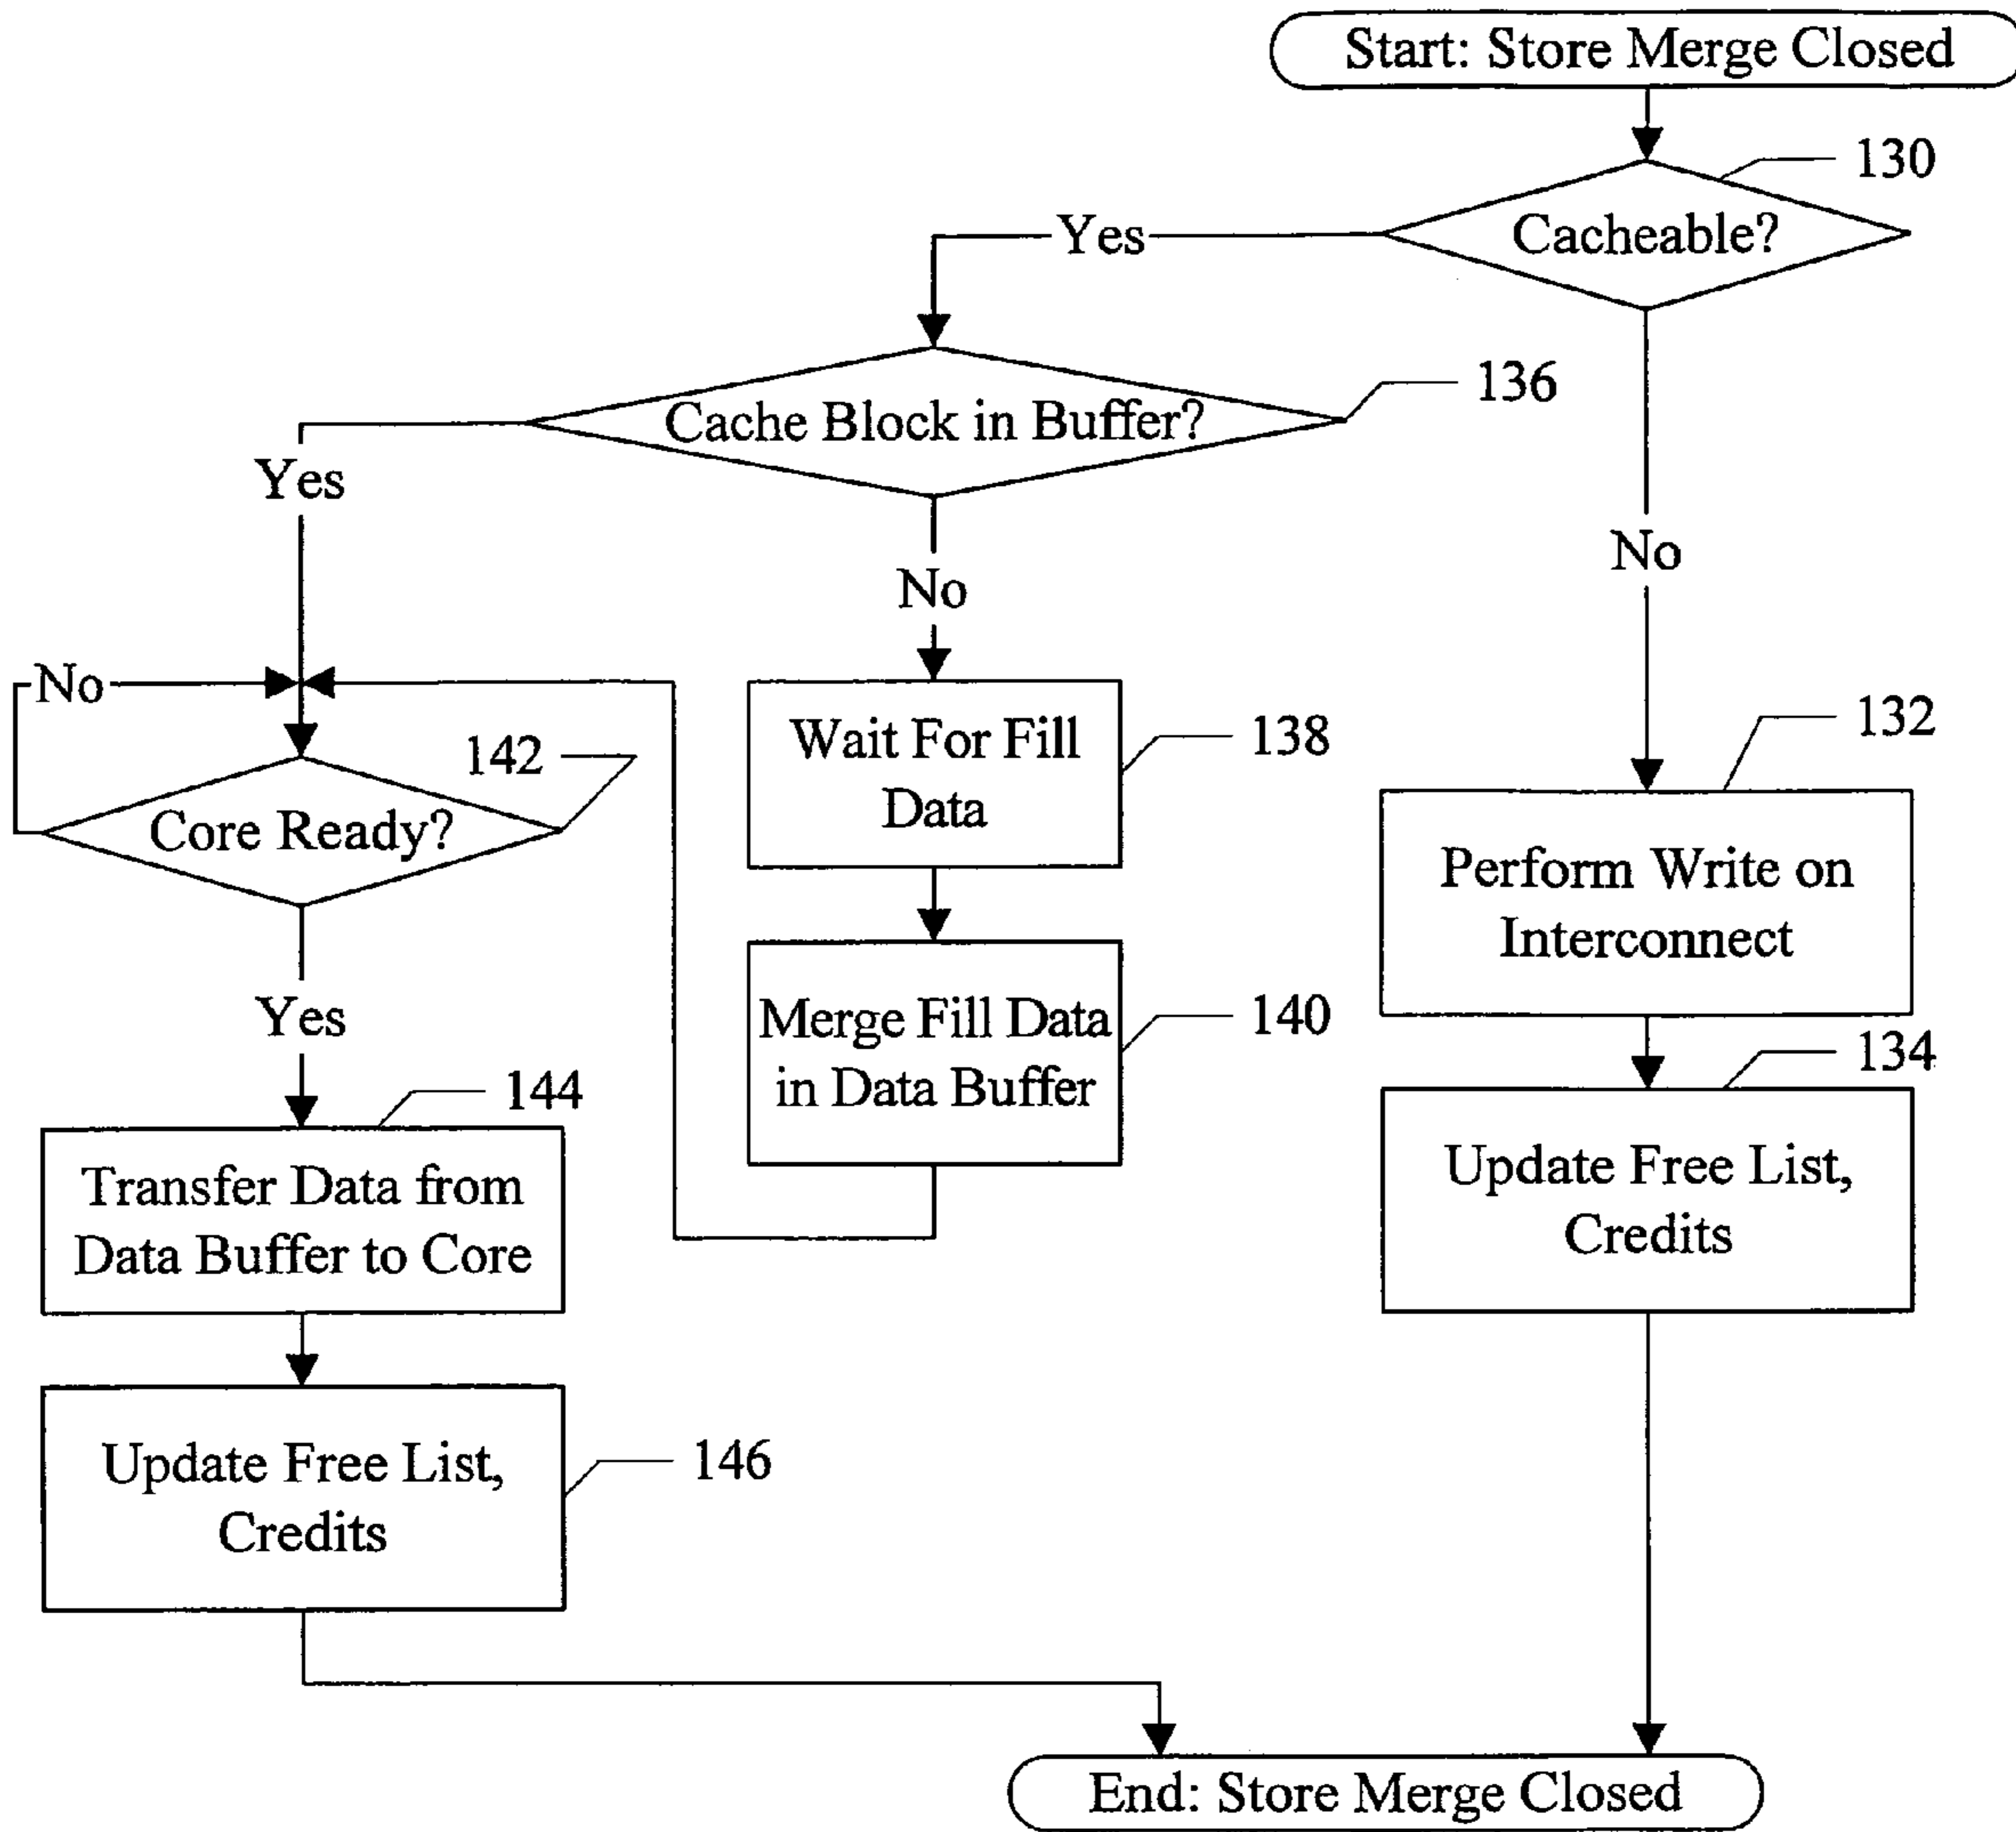 Start: Store Merge Closed
130
Cacheable?
Yes
136
Cache Block in Buffer?
Yes
No
No
No
132
142
Wait For Fill
Data
138
Core Ready?
Perform Write on
Interconnect
Yes
Merge Fill Data
in Data Buffer
140
134
144
Transfer Data from
Data Buffer to Core
Update Free List,
Credits
Update Free List,
Credits
146
End: Store Merge Closed